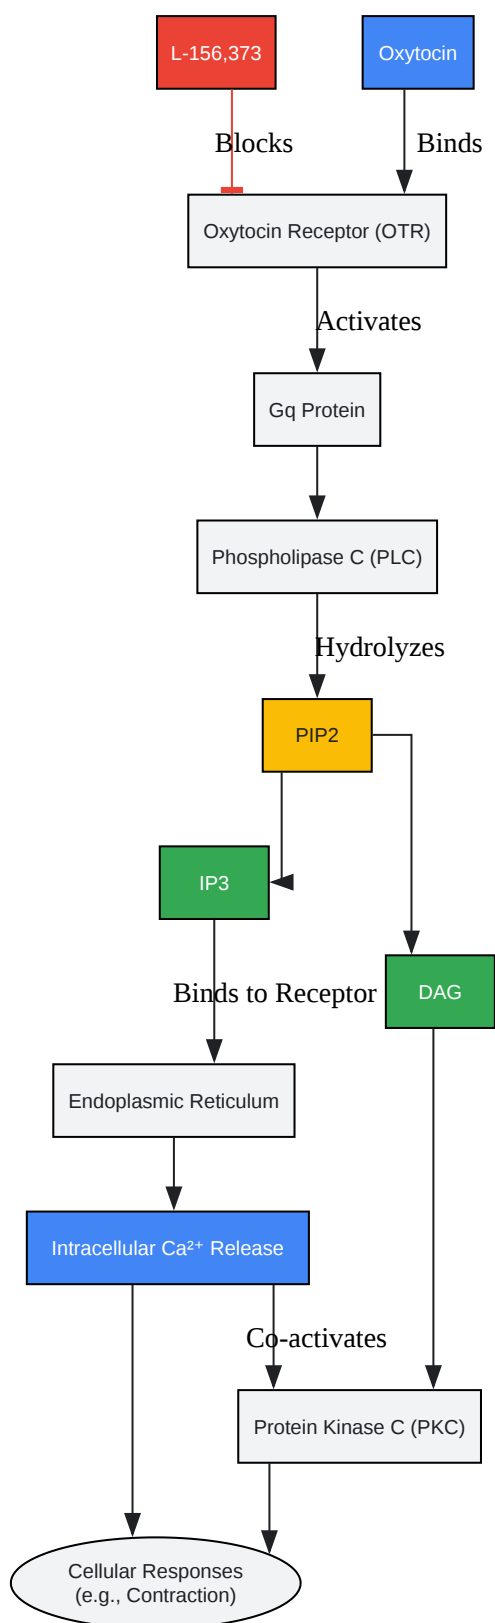 L-156,373
Oxytocin
Blocks
Binds
Oxytocin Receptor (OTR)
Activates
Gq Protein
Phospholipase C (PLC)
Hydrolyzes
PIP2
IP3
Binds to Receptor
DAG
Endoplasmic Reticulum
Intracellular Ca²⁺ Release
Co-activates
Protein Kinase C (PKC)
Cellular Responses
(e.g., Contraction)